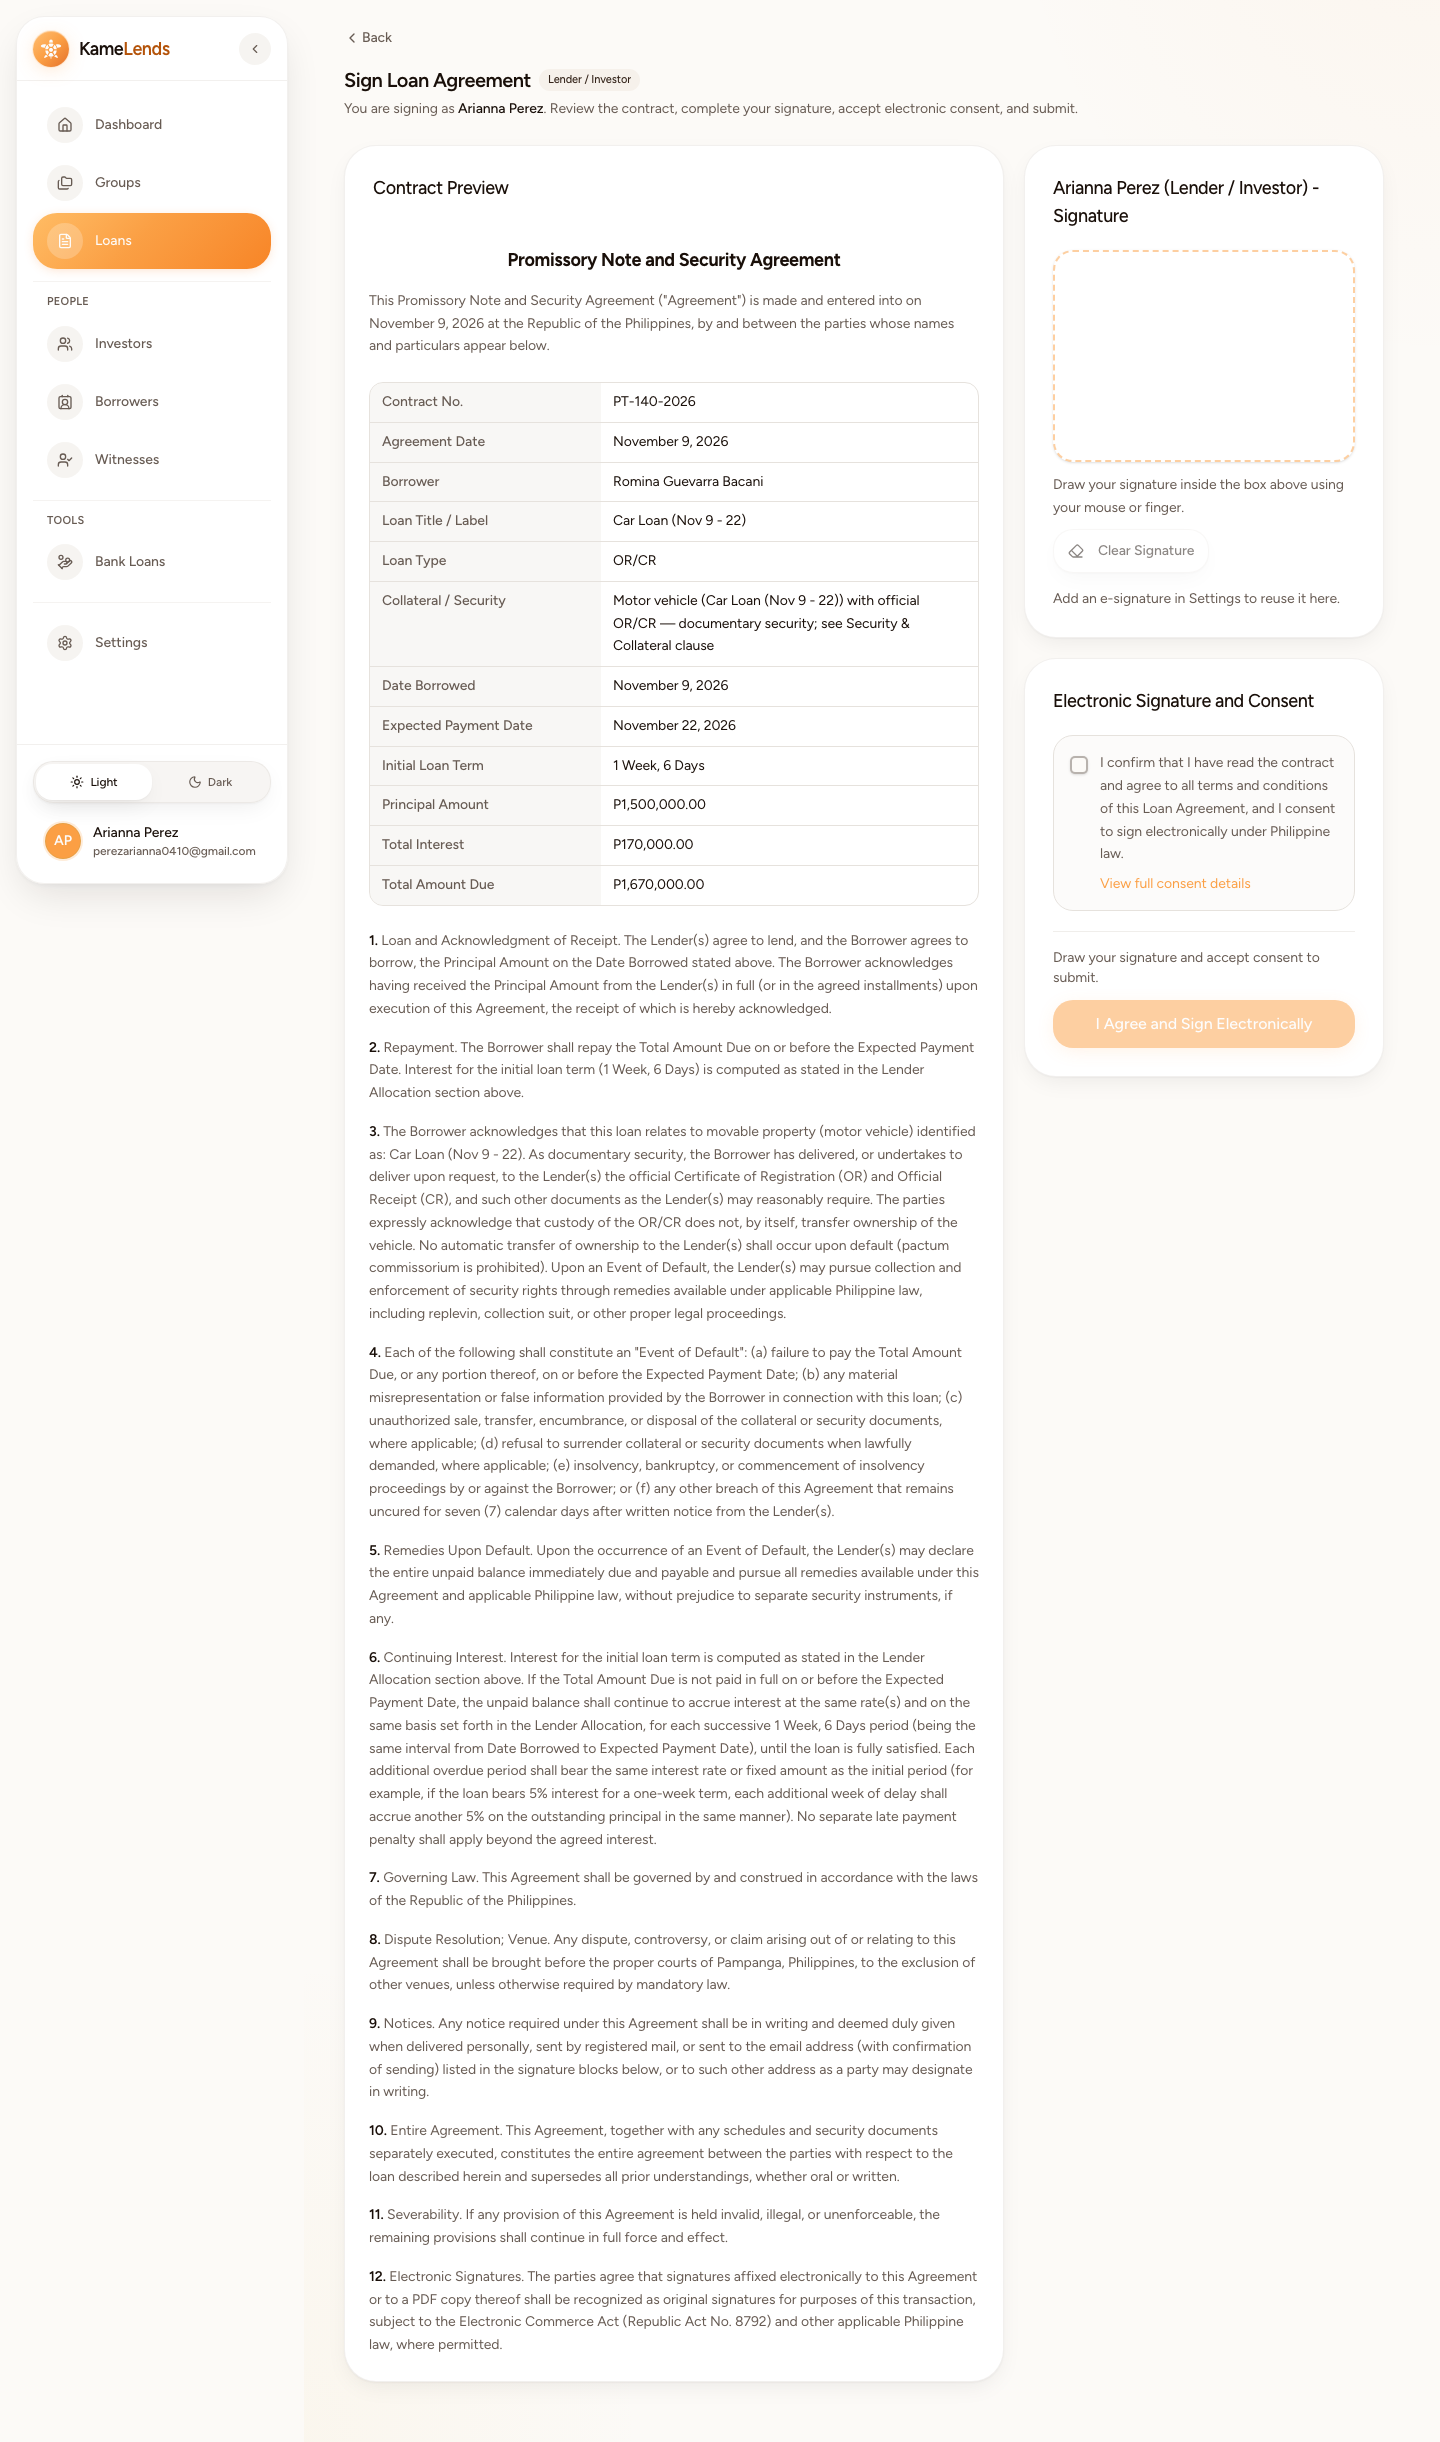 KameLends
Dashboard
Groups
Loans
PEOPLE
Investors
Borrowers
Witnesses
TOOLS
Bank Loans
Settings
Light
Dark
AP
Arianna Perez
perezarianna0410@gmail.com
Back
Sign Loan Agreement
Lender / Investor
You are signing as Arianna Perez. Review the contract, complete your signature, accept electronic consent, and submit.
Contract Preview
Promissory Note and Security Agreement
This Promissory Note and Security Agreement ("Agreement") is made and entered into on
November 9, 2026 at the Republic of the Philippines, by and between the parties whose names
and particulars appear below.
Contract No. PT-140-2026
Agreement Date November 9, 2026
Borrower Romina Guevarra Bacani
Loan Title / Label Car Loan (Nov 9 - 22)
Loan Type OR/CR
Collateral / Security Motor vehicle (Car Loan (Nov 9 - 22)) with official
OR/CR — documentary security; see Security &
Collateral clause
Date Borrowed November 9, 2026
Expected Payment Date November 22, 2026
Initial Loan Term 1 Week, 6 Days
Principal Amount P1,500,000.00
Total Interest P170,000.00
Total Amount Due P1,670,000.00
1. Loan and Acknowledgment of Receipt. The Lender(s) agree to lend, and the Borrower agrees to
borrow, the Principal Amount on the Date Borrowed stated above. The Borrower acknowledges
having received the Principal Amount from the Lender(s) in full (or in the agreed installments) upon
execution of this Agreement, the receipt of which is hereby acknowledged.
2. Repayment. The Borrower shall repay the Total Amount Due on or before the Expected Payment
Date. Interest for the initial loan term (1 Week, 6 Days) is computed as stated in the Lender
Allocation section above.
3. The Borrower acknowledges that this loan relates to movable property (motor vehicle) identified
as: Car Loan (Nov 9 - 22). As documentary security, the Borrower has delivered, or undertakes to
deliver upon request, to the Lender(s) the official Certificate of Registration (OR) and Official
Receipt (CR), and such other documents as the Lender(s) may reasonably require. The parties
expressly acknowledge that custody of the OR/CR does not, by itself, transfer ownership of the
vehicle. No automatic transfer of ownership to the Lender(s) shall occur upon default (pactum
commissorium is prohibited). Upon an Event of Default, the Lender(s) may pursue collection and
enforcement of security rights through remedies available under applicable Philippine law,
including replevin, collection suit, or other proper legal proceedings.
4. Each of the following shall constitute an "Event of Default": (a) failure to pay the Total Amount
Due, or any portion thereof, on or before the Expected Payment Date; (b) any material
misrepresentation or false information provided by the Borrower in connection with this loan; (c)
unauthorized sale, transfer, encumbrance, or disposal of the collateral or security documents,
where applicable; (d) refusal to surrender collateral or security documents when lawfully
demanded, where applicable; (e) insolvency, bankruptcy, or commencement of insolvency
proceedings by or against the Borrower; or (f) any other breach of this Agreement that remains
uncured for seven (7) calendar days after written notice from the Lender(s).
5. Remedies Upon Default. Upon the occurrence of an Event of Default, the Lender(s) may declare
the entire unpaid balance immediately due and payable and pursue all remedies available under this
Agreement and applicable Philippine law, without prejudice to separate security instruments, if
any.
6. Continuing Interest. Interest for the initial loan term is computed as stated in the Lender
Allocation section above. If the Total Amount Due is not paid in full on or before the Expected
Payment Date, the unpaid balance shall continue to accrue interest at the same rate(s) and on the
same basis set forth in the Lender Allocation, for each successive 1 Week, 6 Days period (being the
same interval from Date Borrowed to Expected Payment Date), until the loan is fully satisfied. Each
additional overdue period shall bear the same interest rate or fixed amount as the initial period (for
example, if the loan bears 5% interest for a one-week term, each additional week of delay shall
accrue another 5% on the outstanding principal in the same manner). No separate late payment
penalty shall apply beyond the agreed interest.
7. Governing Law. This Agreement shall be governed by and construed in accordance with the laws
of the Republic of the Philippines.
8. Dispute Resolution; Venue. Any dispute, controversy, or claim arising out of or relating to this
Agreement shall be brought before the proper courts of Pampanga, Philippines, to the exclusion of
other venues, unless otherwise required by mandatory law.
9. Notices. Any notice required under this Agreement shall be in writing and deemed duly given
when delivered personally, sent by registered mail, or sent to the email address (with confirmation
of sending) listed in the signature blocks below, or to such other address as a party may designate
in writing.
10. Entire Agreement. This Agreement, together with any schedules and security documents
separately executed, constitutes the entire agreement between the parties with respect to the
loan described herein and supersedes all prior understandings, whether oral or written.
11. Severability. If any provision of this Agreement is held invalid, illegal, or unenforceable, the
remaining provisions shall continue in full force and effect.
12. Electronic Signatures. The parties agree that signatures affixed electronically to this Agreement
or to a PDF copy thereof shall be recognized as original signatures for purposes of this transaction,
subject to the Electronic Commerce Act (Republic Act No. 8792) and other applicable Philippine
law, where permitted.
Arianna Perez (Lender / Investor) -
Signature
Draw your signature inside the box above using
your mouse or finger.
Clear Signature
Add an e-signature in Settings to reuse it here.
Electronic Signature and Consent
I confirm that I have read the contract
and agree to all terms and conditions
of this Loan Agreement, and I consent
to sign electronically under Philippine
law.
View full consent details
Draw your signature and accept consent to
submit.
I Agree and Sign Electronically